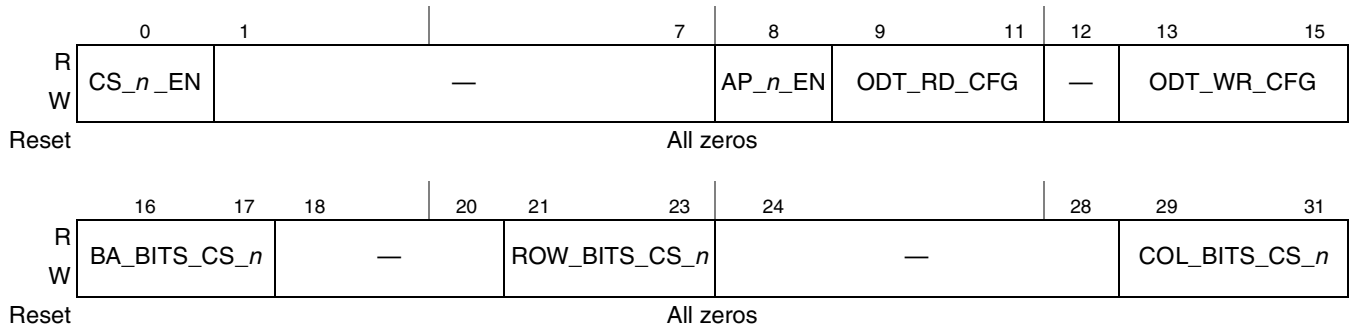 0 1 7 8 9 11 12 13 15
R
W
CS_n_EN — AP_n_EN ODT_RD_CFG — ODT_WR_CFG
Reset All zeros
16 17 18 20 21 23 24 28 29 31
R
W
BA_BITS_CS_n — ROW_BITS_CS_n — COL_BITS_CS_n
Reset All zeros